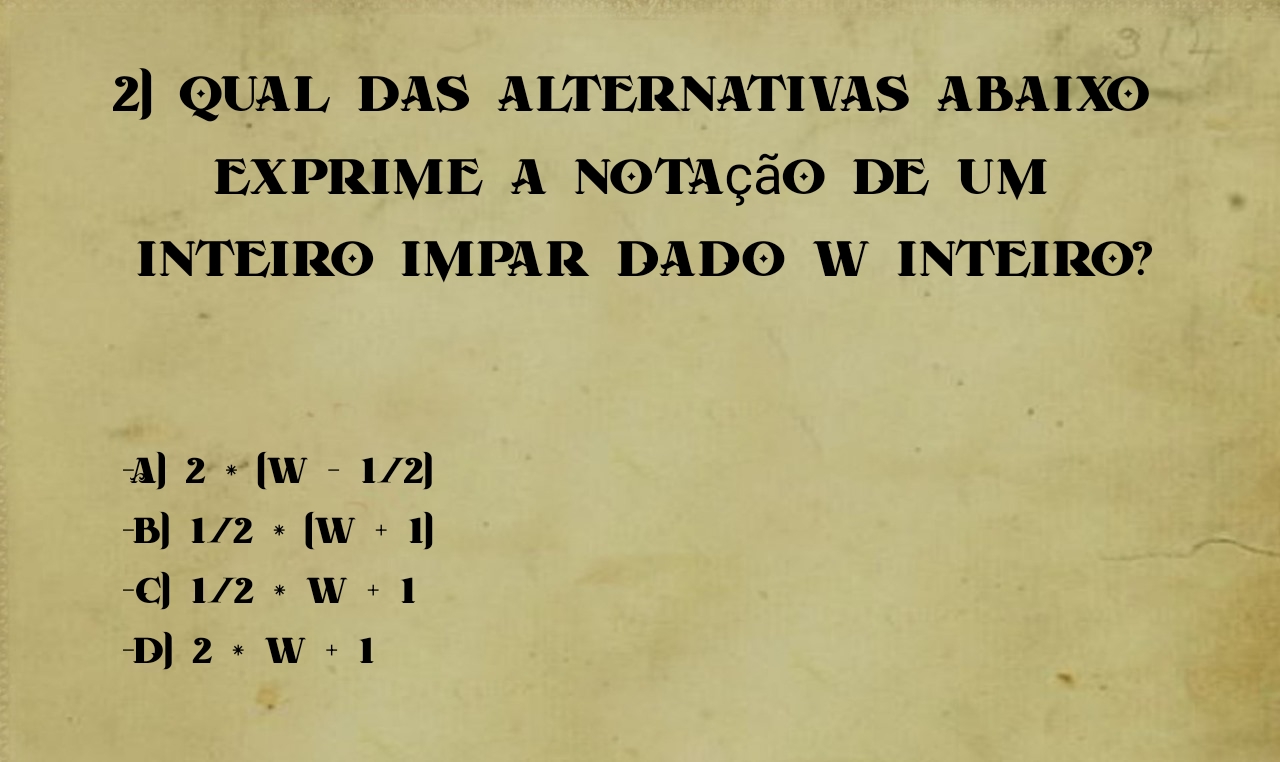 2) QUAL DAS ALTERNATIVAS ABAIXO
EXPRIME A NOTAçãO DE UM
INTEIRO IMPAR DADO W INTEIRO?
-A) 2 * (W - 1/2)
-B) 1/2 * (W + 1)
-C) 1/2 * W + 1
-D) 2 * W + 1